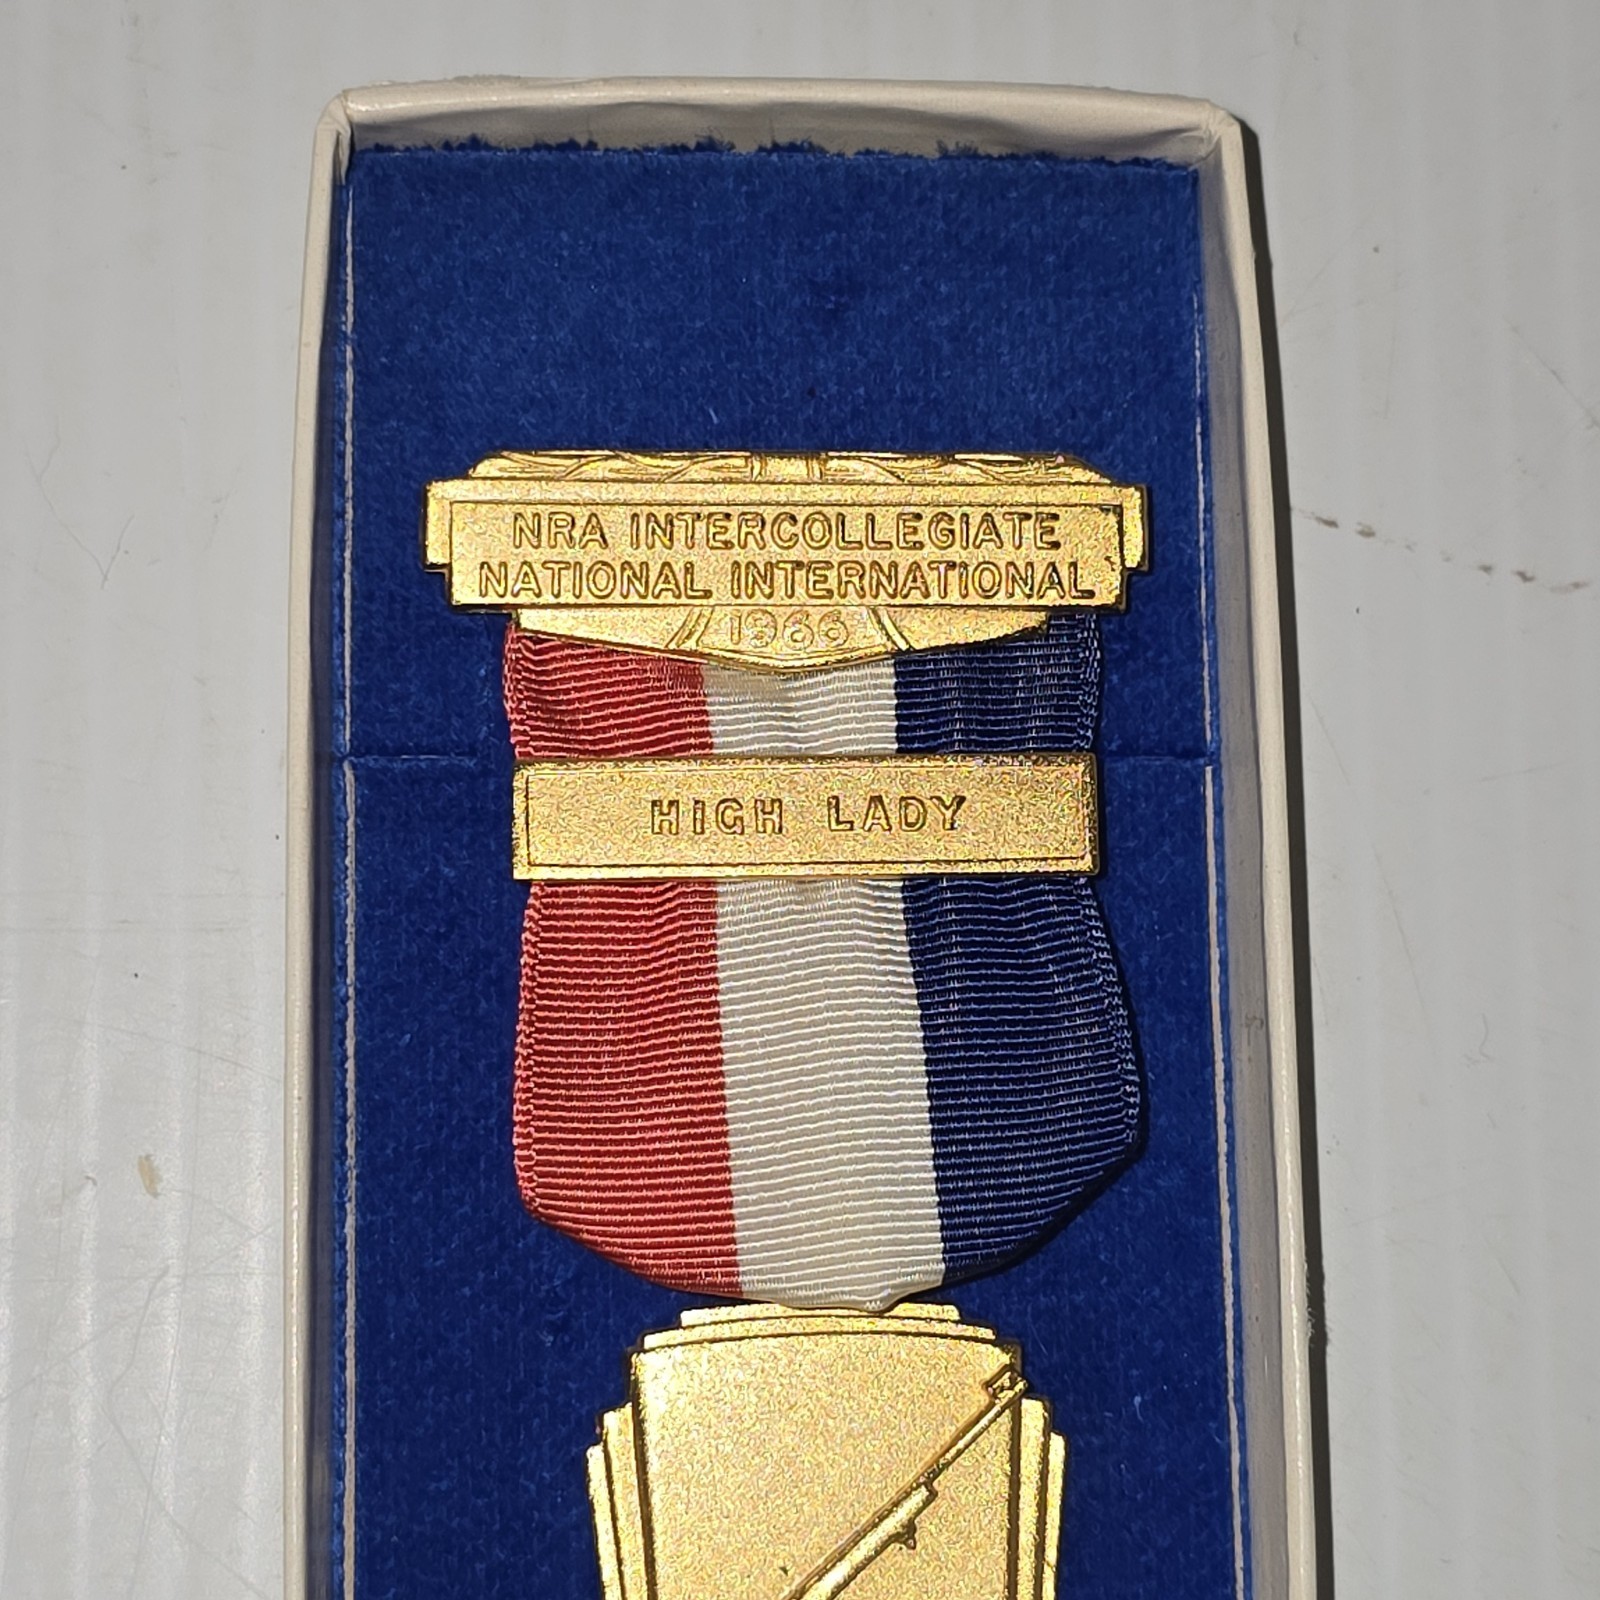 NRA INTERCOLLEGIATE
NATIONAL INTERNATIONAL
1966
HIGH LADY